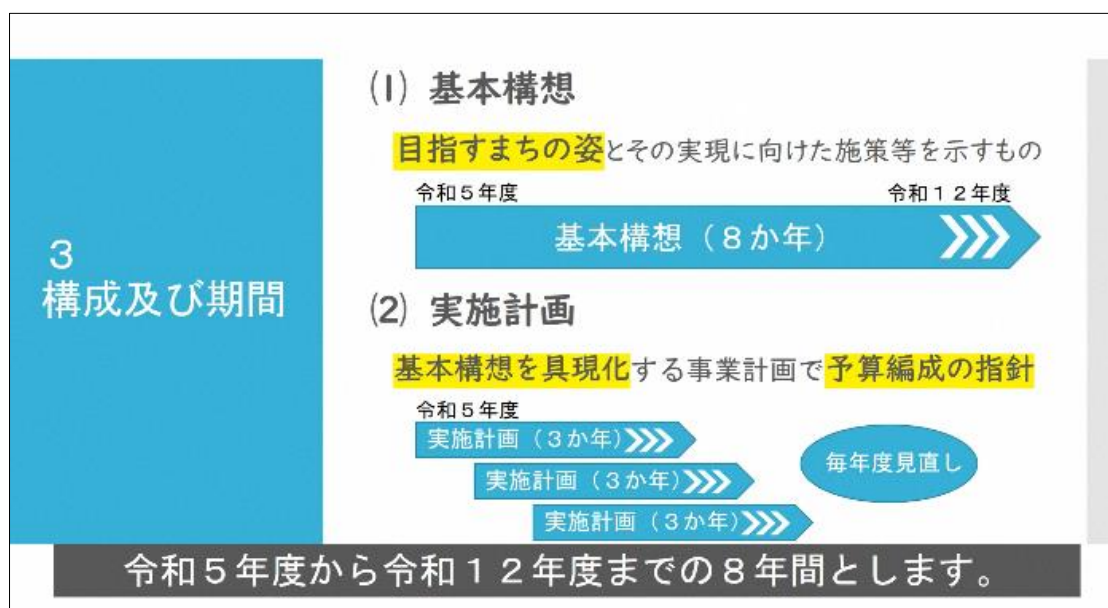 3
構成及び期間
(1) 基本構想
目指すまちの姿とその実現に向けた施策等を示すもの
令和5年度
令和12年度
基本構想（8か年）
(2) 実施計画
基本構想を具現化する事業計画で予算編成の指針
令和5年度
実施計画（3か年）
実施計画（3か年）
実施計画（3か年）
毎年度見直し
令和5年度から令和12年度までの8年間とします。